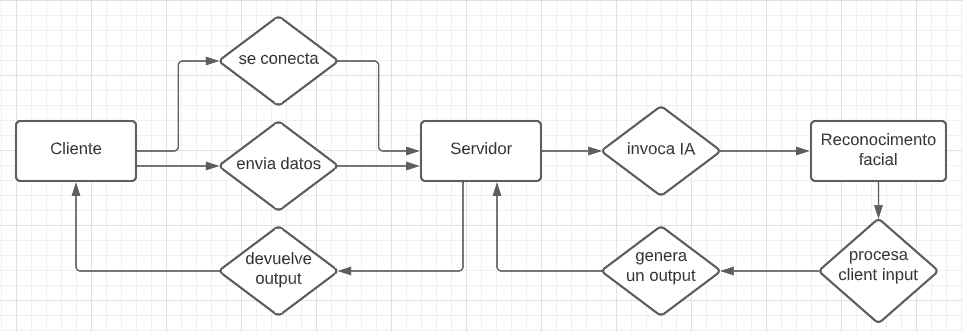 se conecta
Cliente
envia datos
Servidor
invoca IA
Reconocimento
facial
devuelve
output
genera
un output
procesa
client input